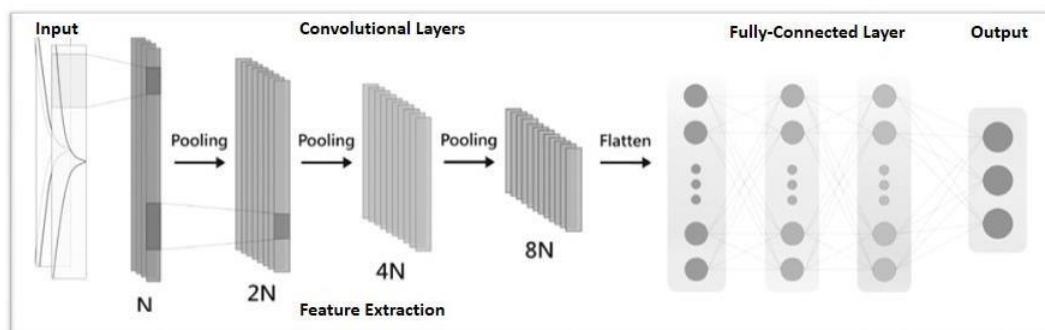 Input
Convolutional Layers
Fully-Connected Layer
Output
Pooling
Pooling
Pooling
Flatten
N
2N
4N
8N
Feature Extraction